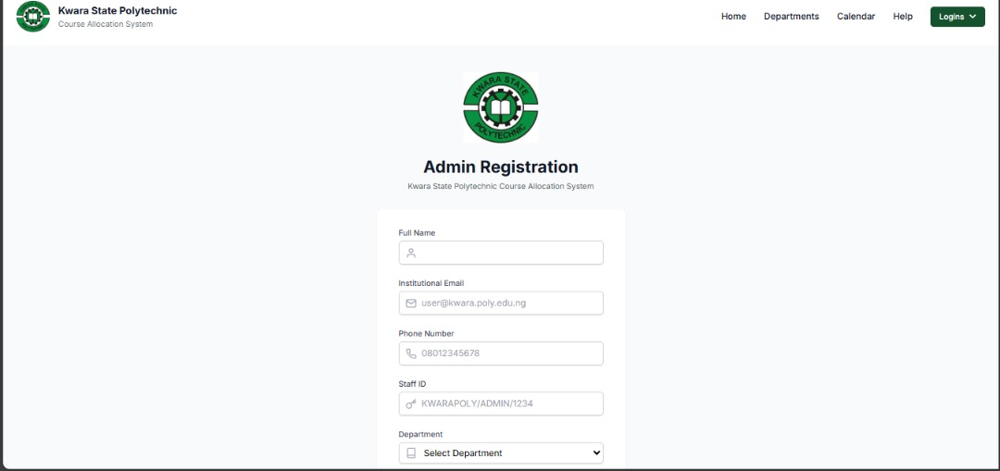 Kwara State Polytechnic
Course Allocation System
Home Departments Calendar Help Logins
KWARA STATE
POLYTECHNIC
Admin Registration
Kwara State Polytechnic Course Allocation System
Full Name
Institutional Email
user@kwara.poly.edu.ng
Phone Number
08012345678
Staff ID
KWARAPOLY/ADMIN/1234
Department
Select Department